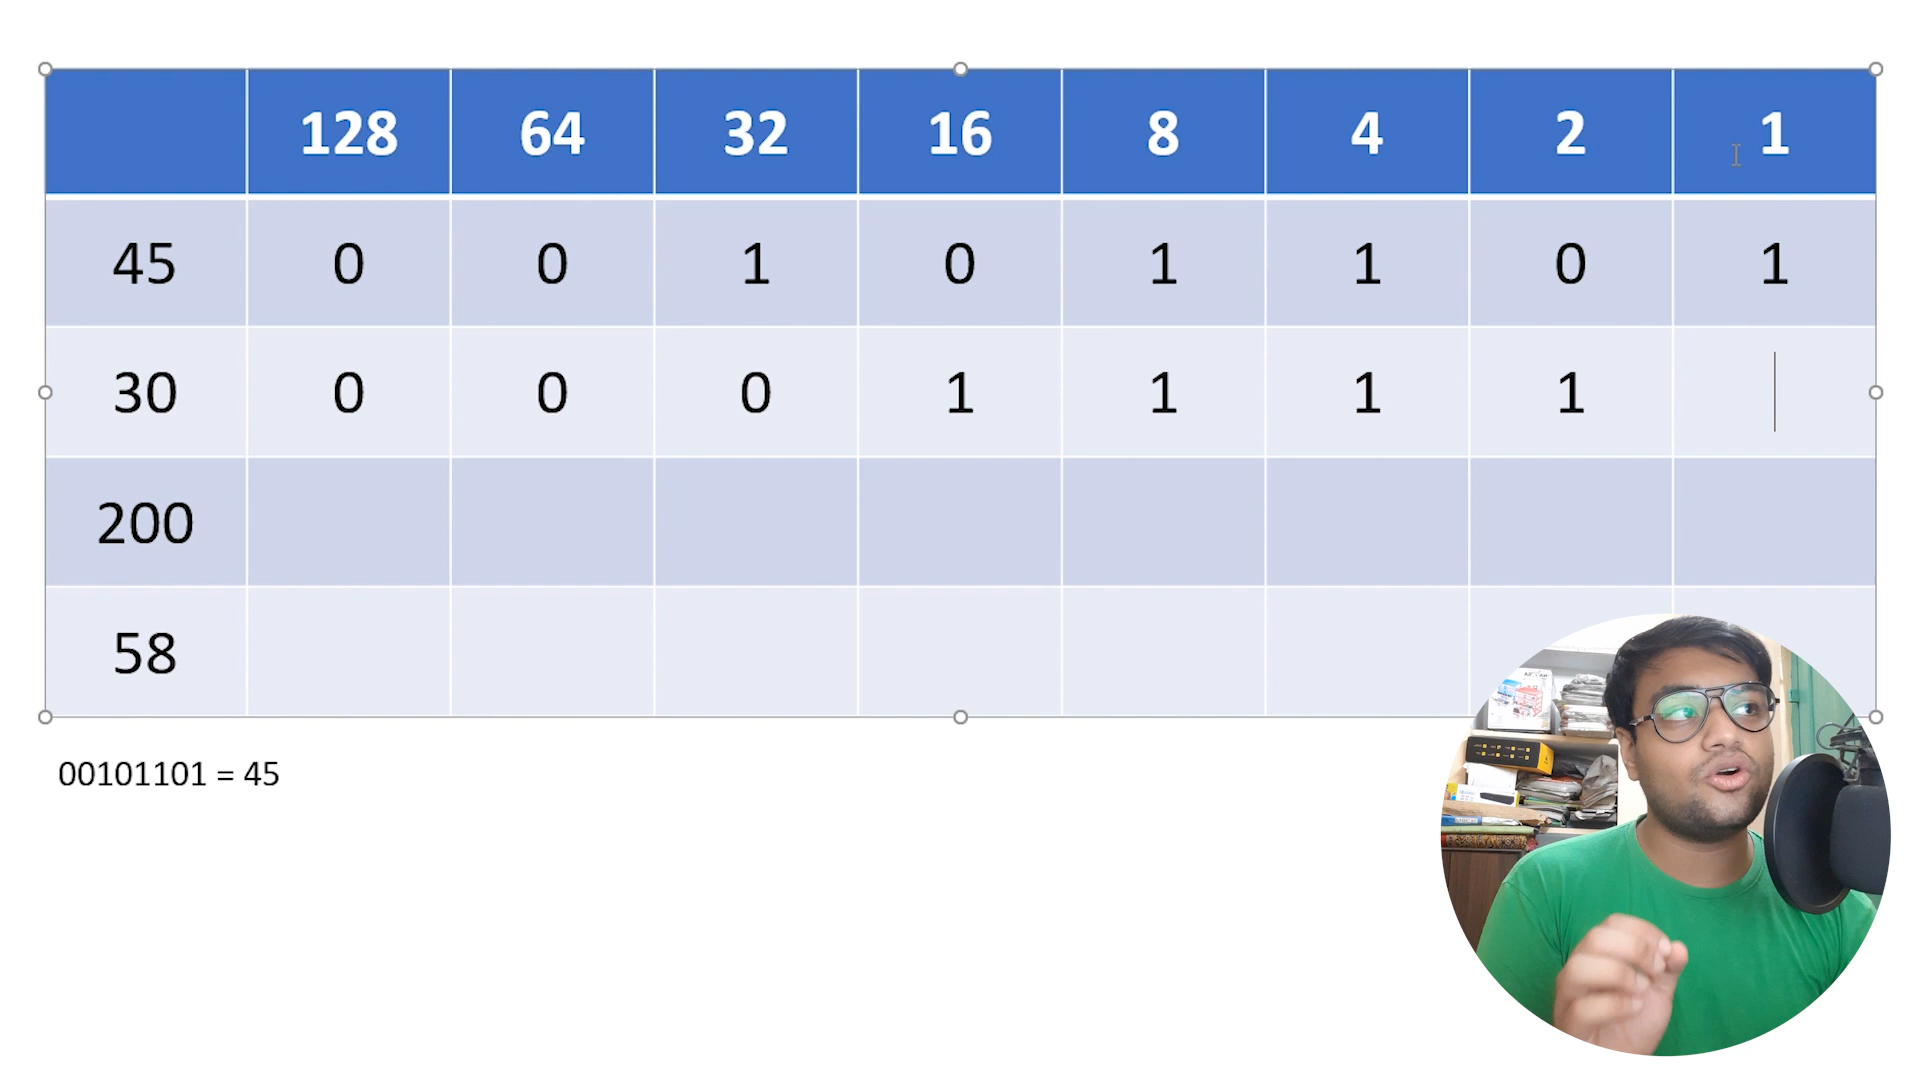 128 64 32 16 8 4 2 1
45 0 0 1 0 1 1 0 1
30 0 0 0 1 1 1 1
200
58
00101101 = 45